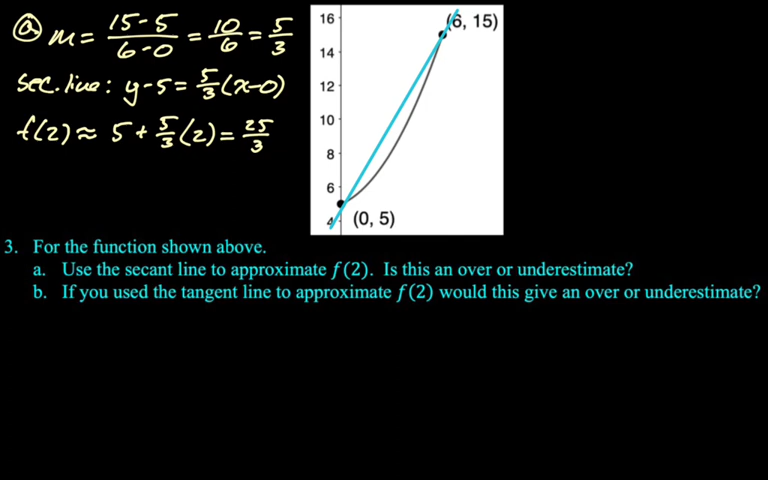 ⓐ m = 15-5/6-0 = 10/6 = 5/3
sec. line: y-5 = 5/3(x-0)
f(2) ≈ 5 + 5/3(2) = 25/3
16
14
12
10
8
6
4
(6, 15)
(0, 5)
3. For the function shown above.
a. Use the secant line to approximate f(2). Is this an over or underestimate?
b. If you used the tangent line to approximate f(2) would this give an over or underestimate?